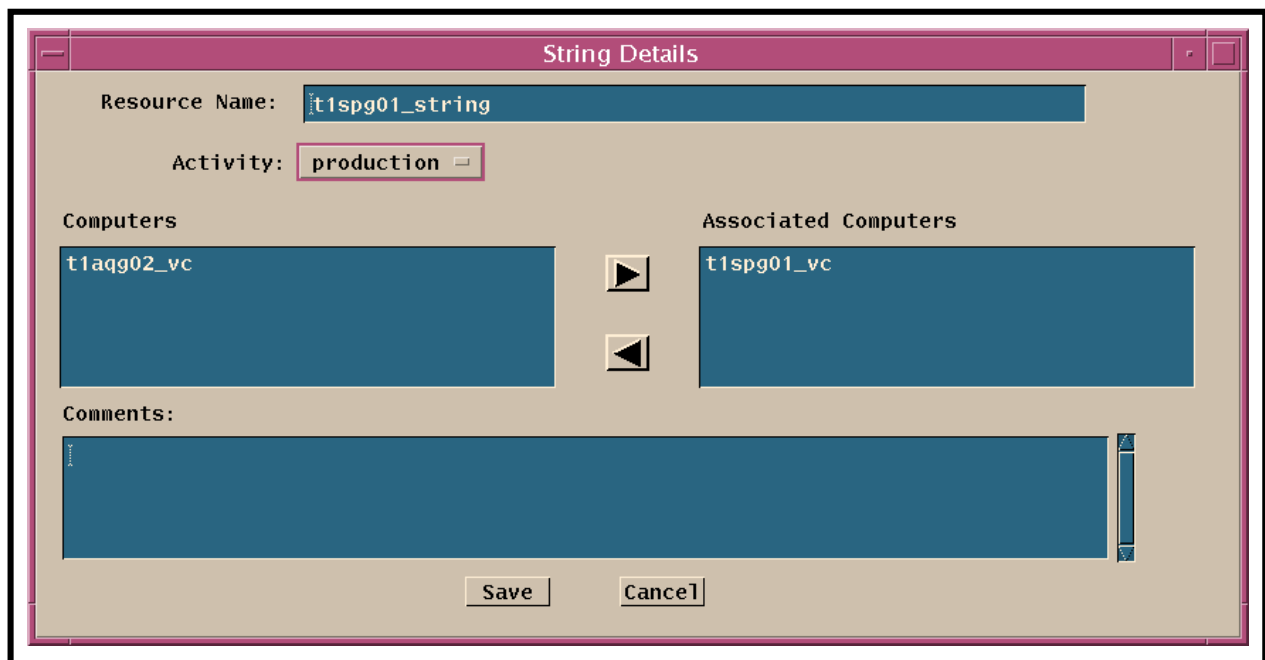 String Details
Resource Name: t1spg01_string
Activity: production
Computers
Associated Computers
t1aqg02_vc
t1spg01_vc
Comments:
Save
Cancel